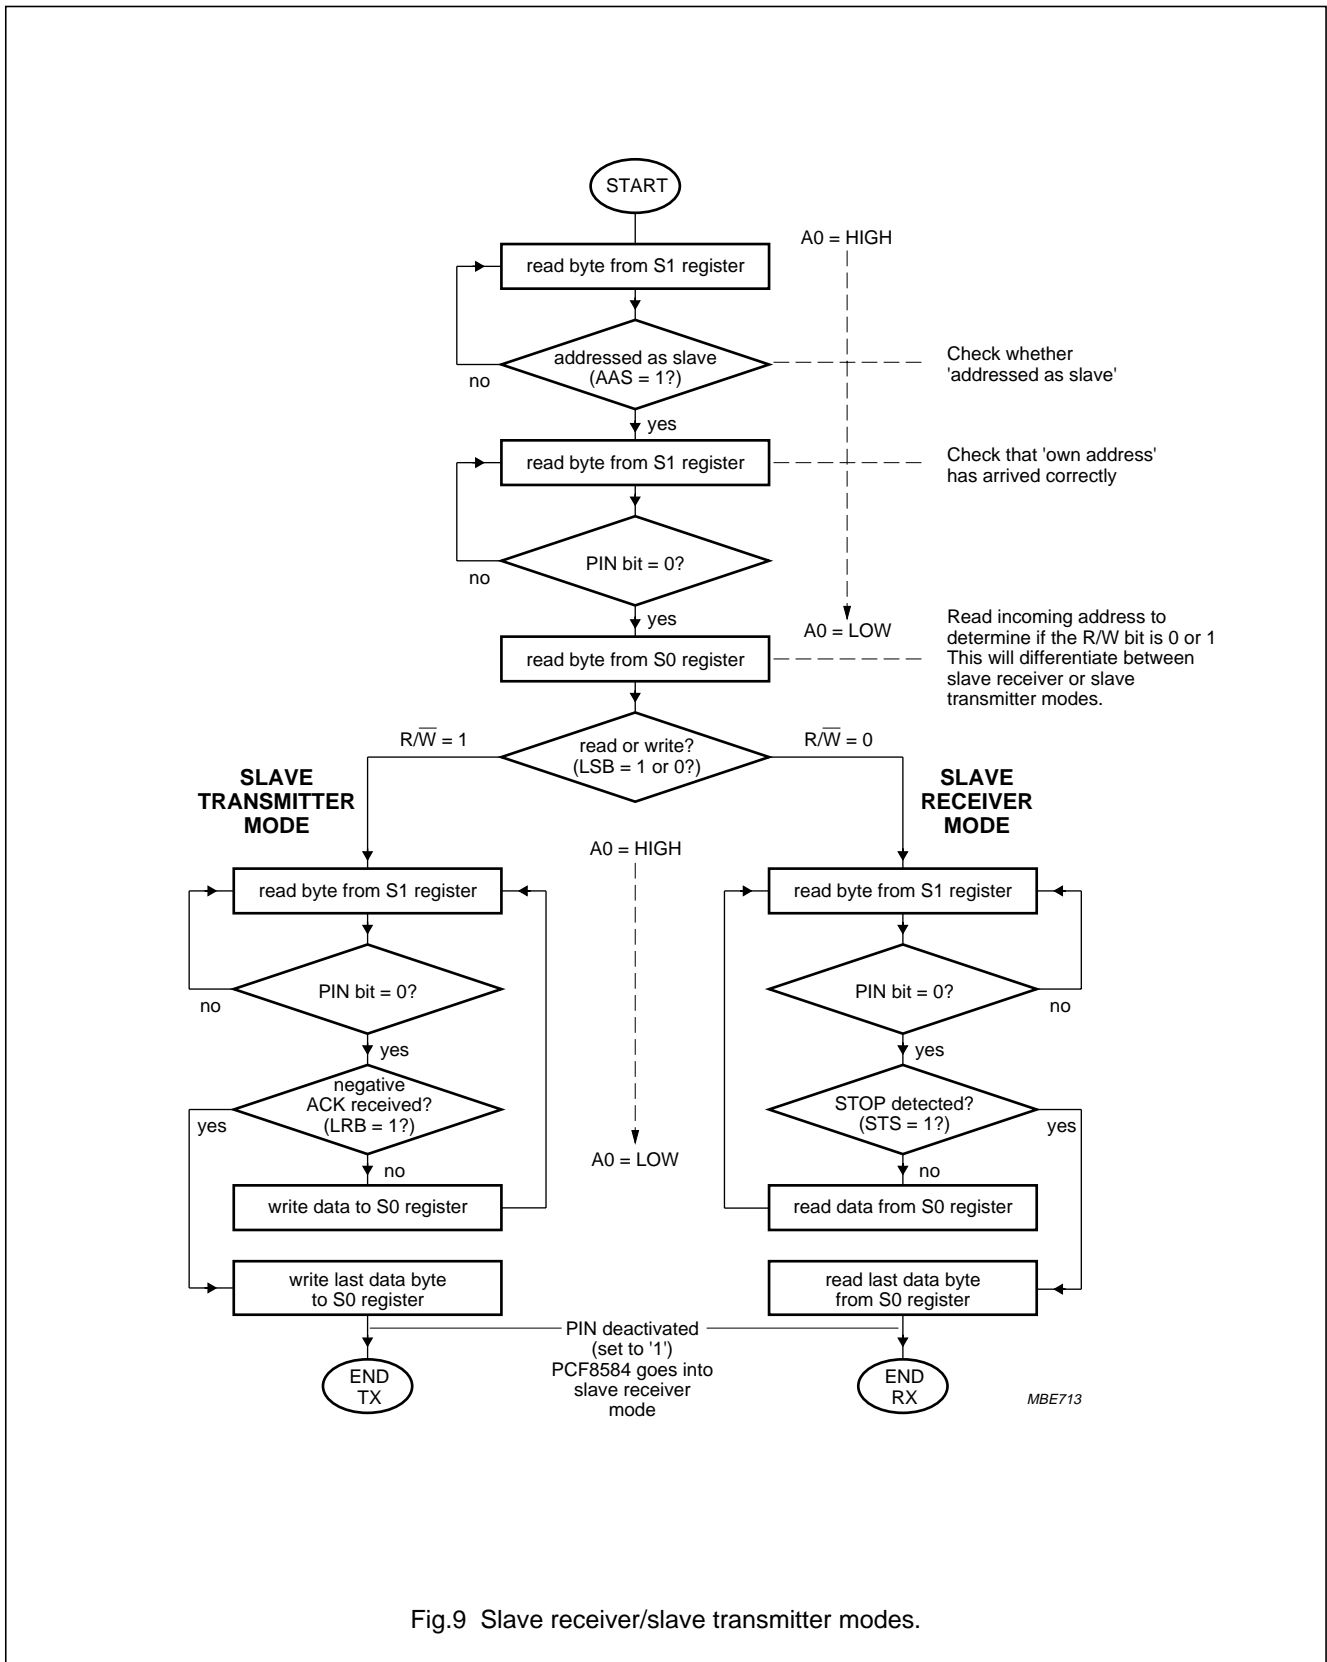 START
A0 = HIGH
read byte from S1 register
addressed as slave
(AAS = 1?)
no
Check whether
'addressed as slave'
yes
read byte from S1 register
Check that 'own address'
has arrived correctly
PIN bit = 0?
no
yes
A0 = LOW
read byte from S0 register
Read incoming address to
determine if the R/W bit is 0 or 1
This will differentiate between
slave receiver or slave
transmitter modes.
R/W̅ = 1
read or write?
(LSB = 1 or 0?)
R/W̅ = 0
SLAVE
TRANSMITTER
MODE
SLAVE
RECEIVER
MODE
A0 = HIGH
A0 = LOW
read byte from S1 register
PIN bit = 0?
no
yes
negative
ACK received?
(LRB = 1?)
yes
no
write data to S0 register
write last data byte
to S0 register
END
TX
read byte from S1 register
PIN bit = 0?
no
yes
STOP detected?
(STS = 1?)
yes
no
read data from S0 register
read last data byte
from S0 register
PIN deactivated
(set to '1')
PCF8584 goes into
slave receiver
mode
END
RX
MBE713
Fig.9 Slave receiver/slave transmitter modes.